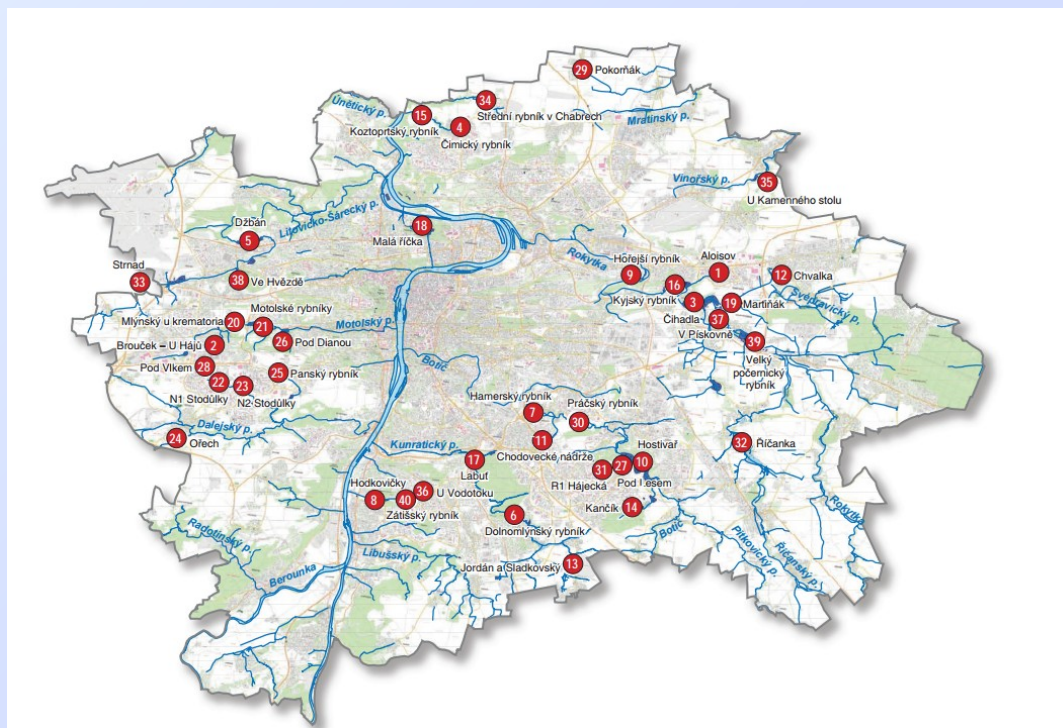 29 Pokorňák
34
Únětický p.
15
Střední rybník v Chabrech
Mratínský p.
Koztoprtský rybník
4
Čimický rybník
Vinořský p.
35
U Kamenného stolu
Džbán
5
Litovicko-Šárecký p.
18
Malá říčka
Rokytka
Hořejší rybník
9
Aloisov
1
12 Chvalka
Strnad
33
38 Ve Hvězdě
16
Kyjský rybník
3
19 Martiňák
Svépravický p.
Čihadla
37
V Pískovně
Motolské rybníky
Mlýnský u krematoria 20
21
Motolský p.
26 Pod Dianou
Brouček – U Hájů 2
39
Velký
počernický
rybník
Botič
Pod Vlkem
28
25 Panský rybník
22
23
N1 Stodůlky
N2 Stodůlky
Hamerský rybník
7
Práčský rybník
30
Dalejský p.
24
Ořech
11
Chodovecké nádrže
Hostivař
32 Říčanka
Kunratický p.
17
Labuť
31
27
10
R1 Hájecká
Pod Lesem
Hodkovičky
8
40
36
U Vodotoku
Zátišský rybník
6
Dolnomlýnský rybník
Kančík
14
Rokytka
Radotínský p.
Libušský p.
Botič
Pitkovický p.
Říčanský p.
Berounka
Jordán a Sladkovský 13